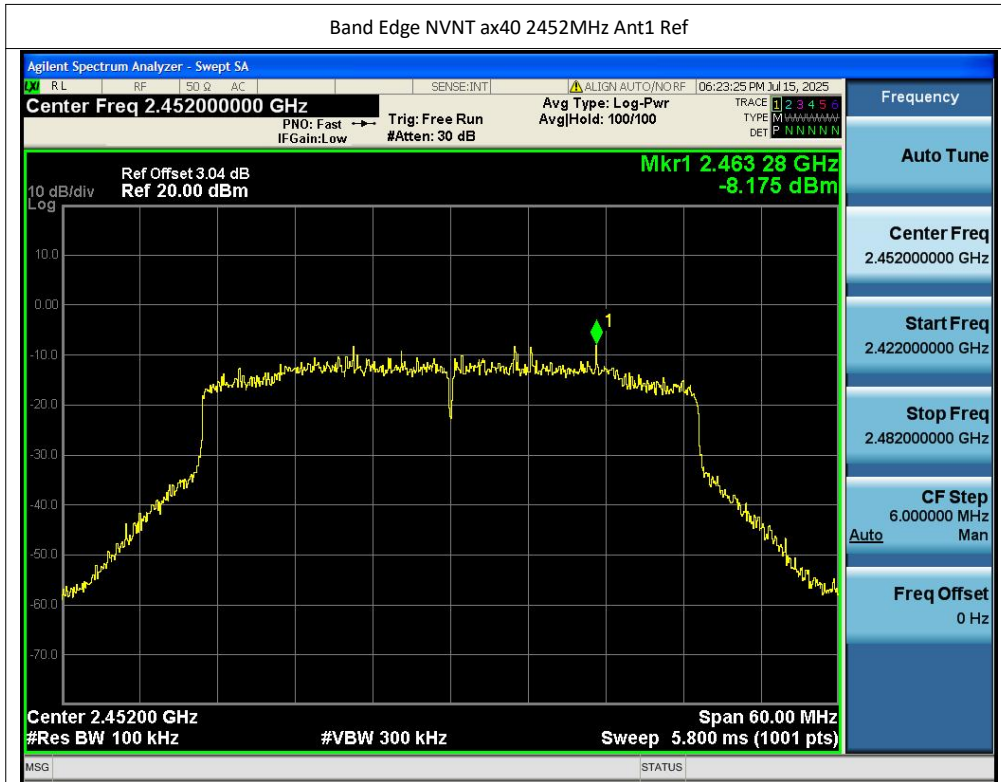 Band Edge NVNT ax40 2452MHz Ant1 Ref
Agilent Spectrum Analyzer - Swept SA
LXI RL RF 50 Ω AC SENSE:INT ALIGN AUTO/NO RF 06:23:25 PM Jul 15, 2025
Center Freq 2.452000000 GHz
PNO: Fast
IFGain:Low
Trig: Free Run
#Atten: 30 dB
Avg Type: Log-Pwr
Avg|Hold: 100/100
TRACE 1 2 3 4 5 6
TYPE M WWWWW
DET P N N N N N
Mkr1 2.463 28 GHz
-8.175 dBm
Ref Offset 3.04 dB
10 dB/div Ref 20.00 dBm
Log
10.0
0.00
-10.0
-20.0
-30.0
-40.0
-50.0
-60.0
-70.0
1
Center 2.45200 GHz Span 60.00 MHz
#Res BW 100 kHz #VBW 300 kHz Sweep 5.800 ms (1001 pts)
MSG STATUS
Frequency
Auto Tune
Center Freq
2.452000000 GHz
Start Freq
2.422000000 GHz
Stop Freq
2.482000000 GHz
CF Step
6.000000 MHz
Auto Man
Freq Offset
0 Hz